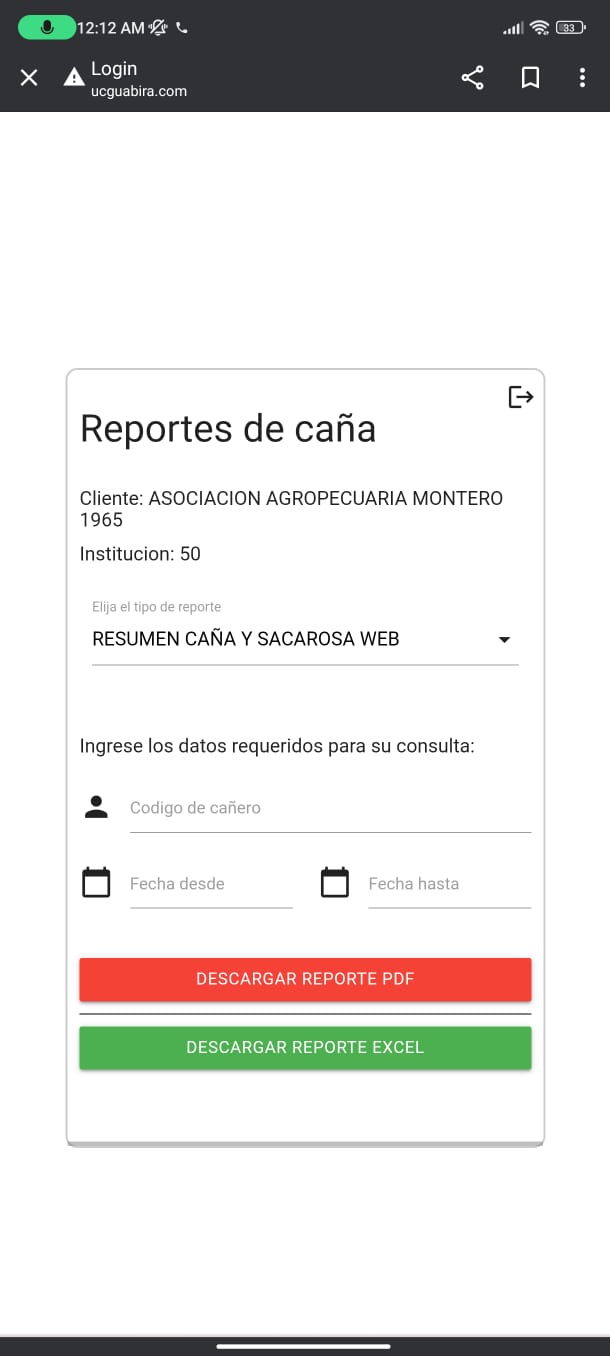 12:12 AM
33
Login
ucguabira.com
Reportes de caña
Cliente: ASOCIACION AGROPECUARIA MONTERO
1965
Institucion: 50
Elija el tipo de reporte
RESUMEN CAÑA Y SACAROSA WEB
Ingrese los datos requeridos para su consulta:
Codigo de cañero
Fecha desde
Fecha hasta
DESCARGAR REPORTE PDF
DESCARGAR REPORTE EXCEL